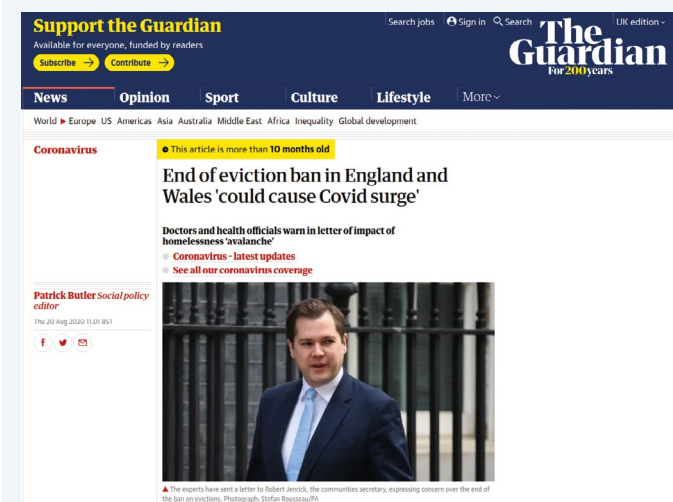 Support the Guardian
Available for everyone, funded by readers
Subscribe →
Contribute →
Search jobs
Sign in
Search
UK edition
The
Guardian
For 200 years
News
Opinion
Sport
Culture
Lifestyle
More
World ▶ Europe US Americas Asia Australia Middle East Africa Inequality Global development
Coronavirus
This article is more than 10 months old
End of eviction ban in England and
Wales 'could cause Covid surge'
Doctors and health officials warn in letter of impact of
homelessness ‘avalanche’
Coronavirus – latest updates
See all our coronavirus coverage
Patrick Butler Social policy
editor
Thu 20 Aug 2020 11.01 BST
▲ The experts have sent a letter to Robert Jenrick, the communities secretary, expressing concern over the end of
the ban on evictions. Photograph: Stefan Rousseau/PA